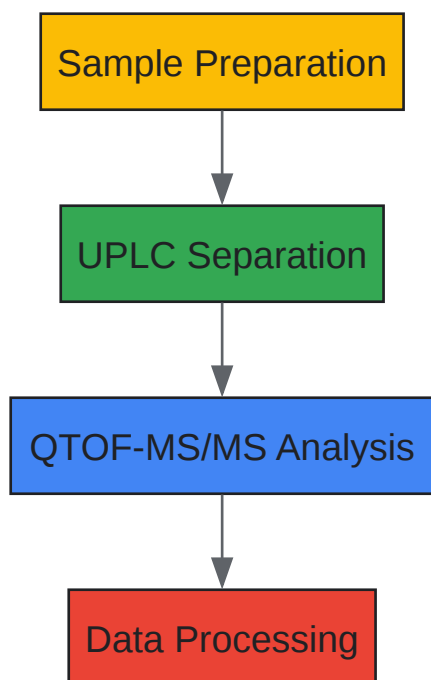 Sample Preparation
UPLC Separation
QTOF-MS/MS Analysis
Data Processing